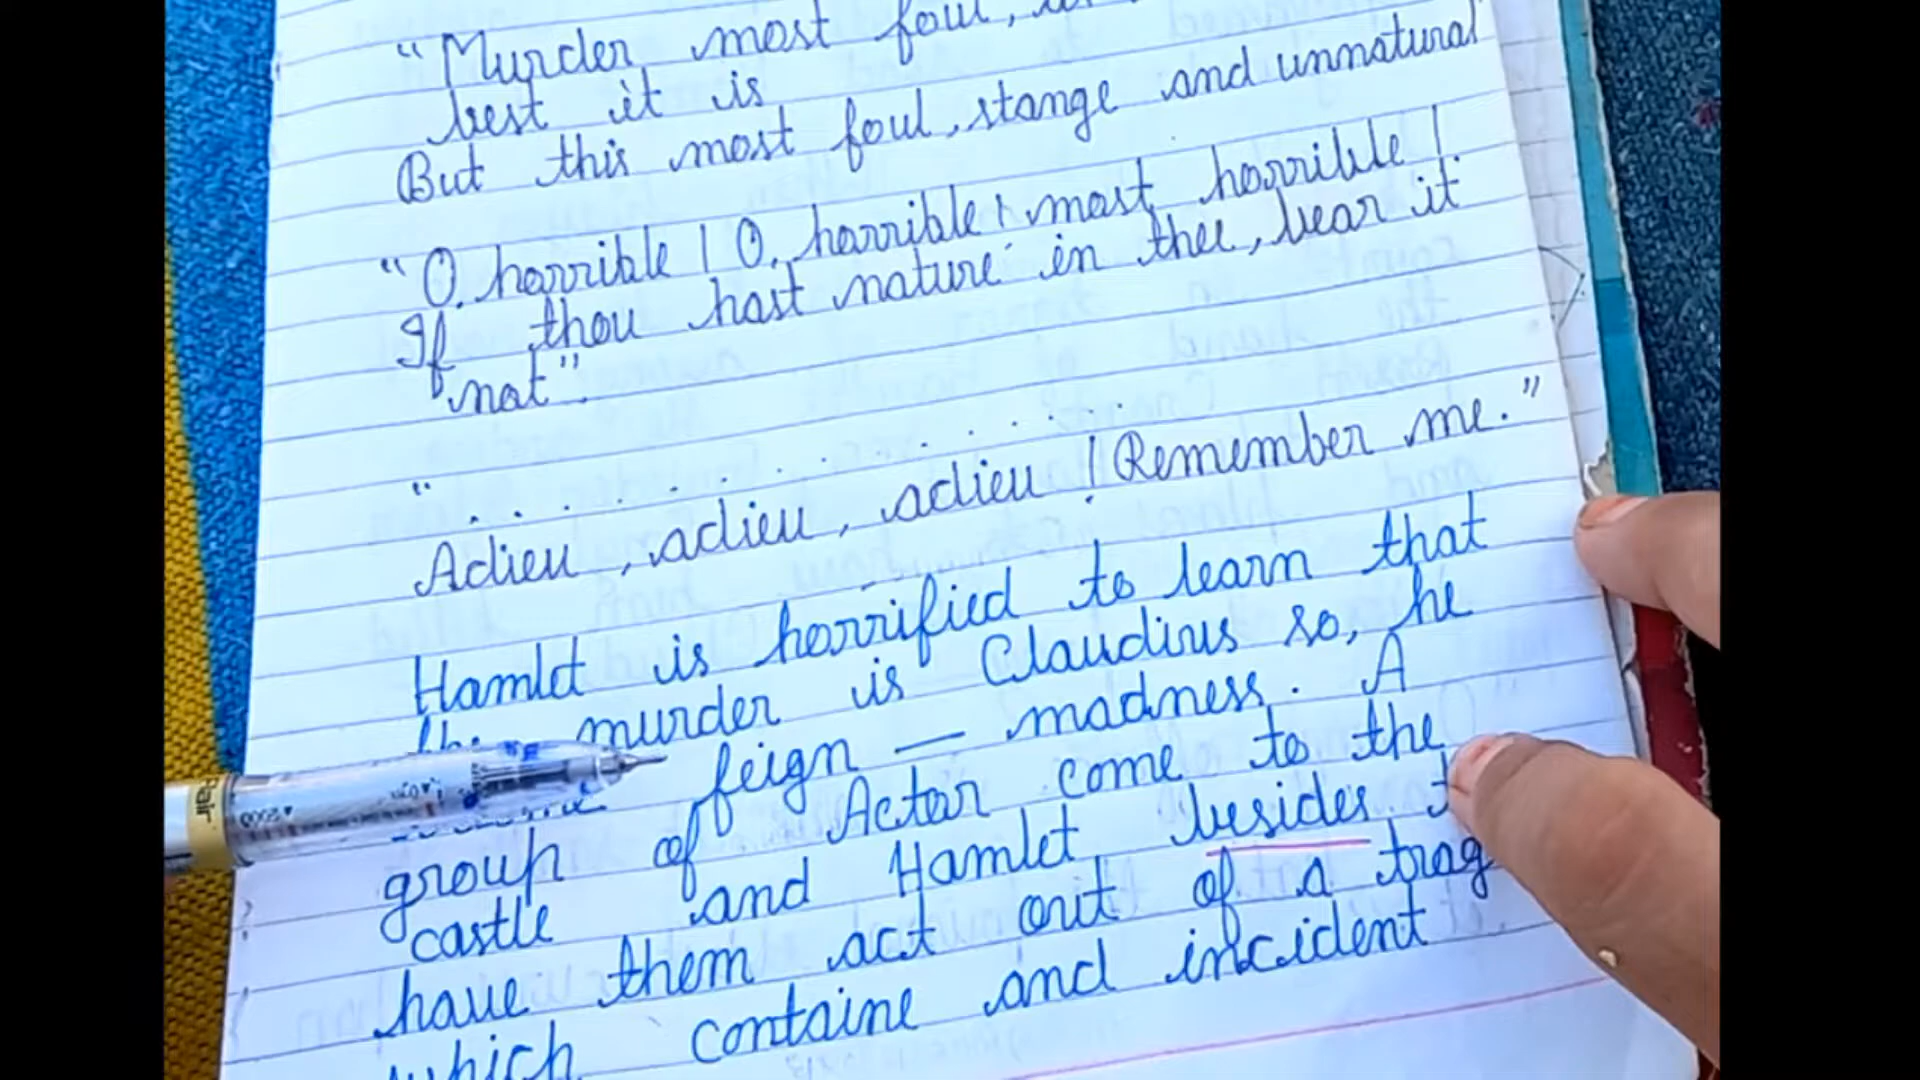 “Murder most foul,
best it is
But this most foul, stange and unnatural
“O, horrible! O, horrible! most horrible!
If thou hast nature in thee, bear it
not”.
“ . . . . . . . . . . . .
Adieu, adieu, adieu! Remember me.”
Hamlet is horrified to learn that
the murder is Claudius so, he
feign — madness. A
group of Actor come to the
castle and Hamlet besides
have them act out of a trag
which containe and incident